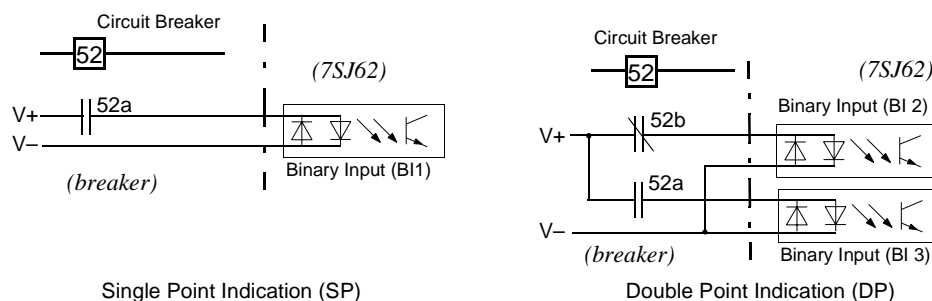 Circuit Breaker
52
(7SJ62)
V+
52a
V–
(breaker)
Binary Input (BI1)
Single Point Indication (SP)
Circuit Breaker
52
(7SJ62)
Binary Input (BI 2)
V+
52b
52a
V–
(breaker)
Binary Input (BI 3)
Double Point Indication (DP)